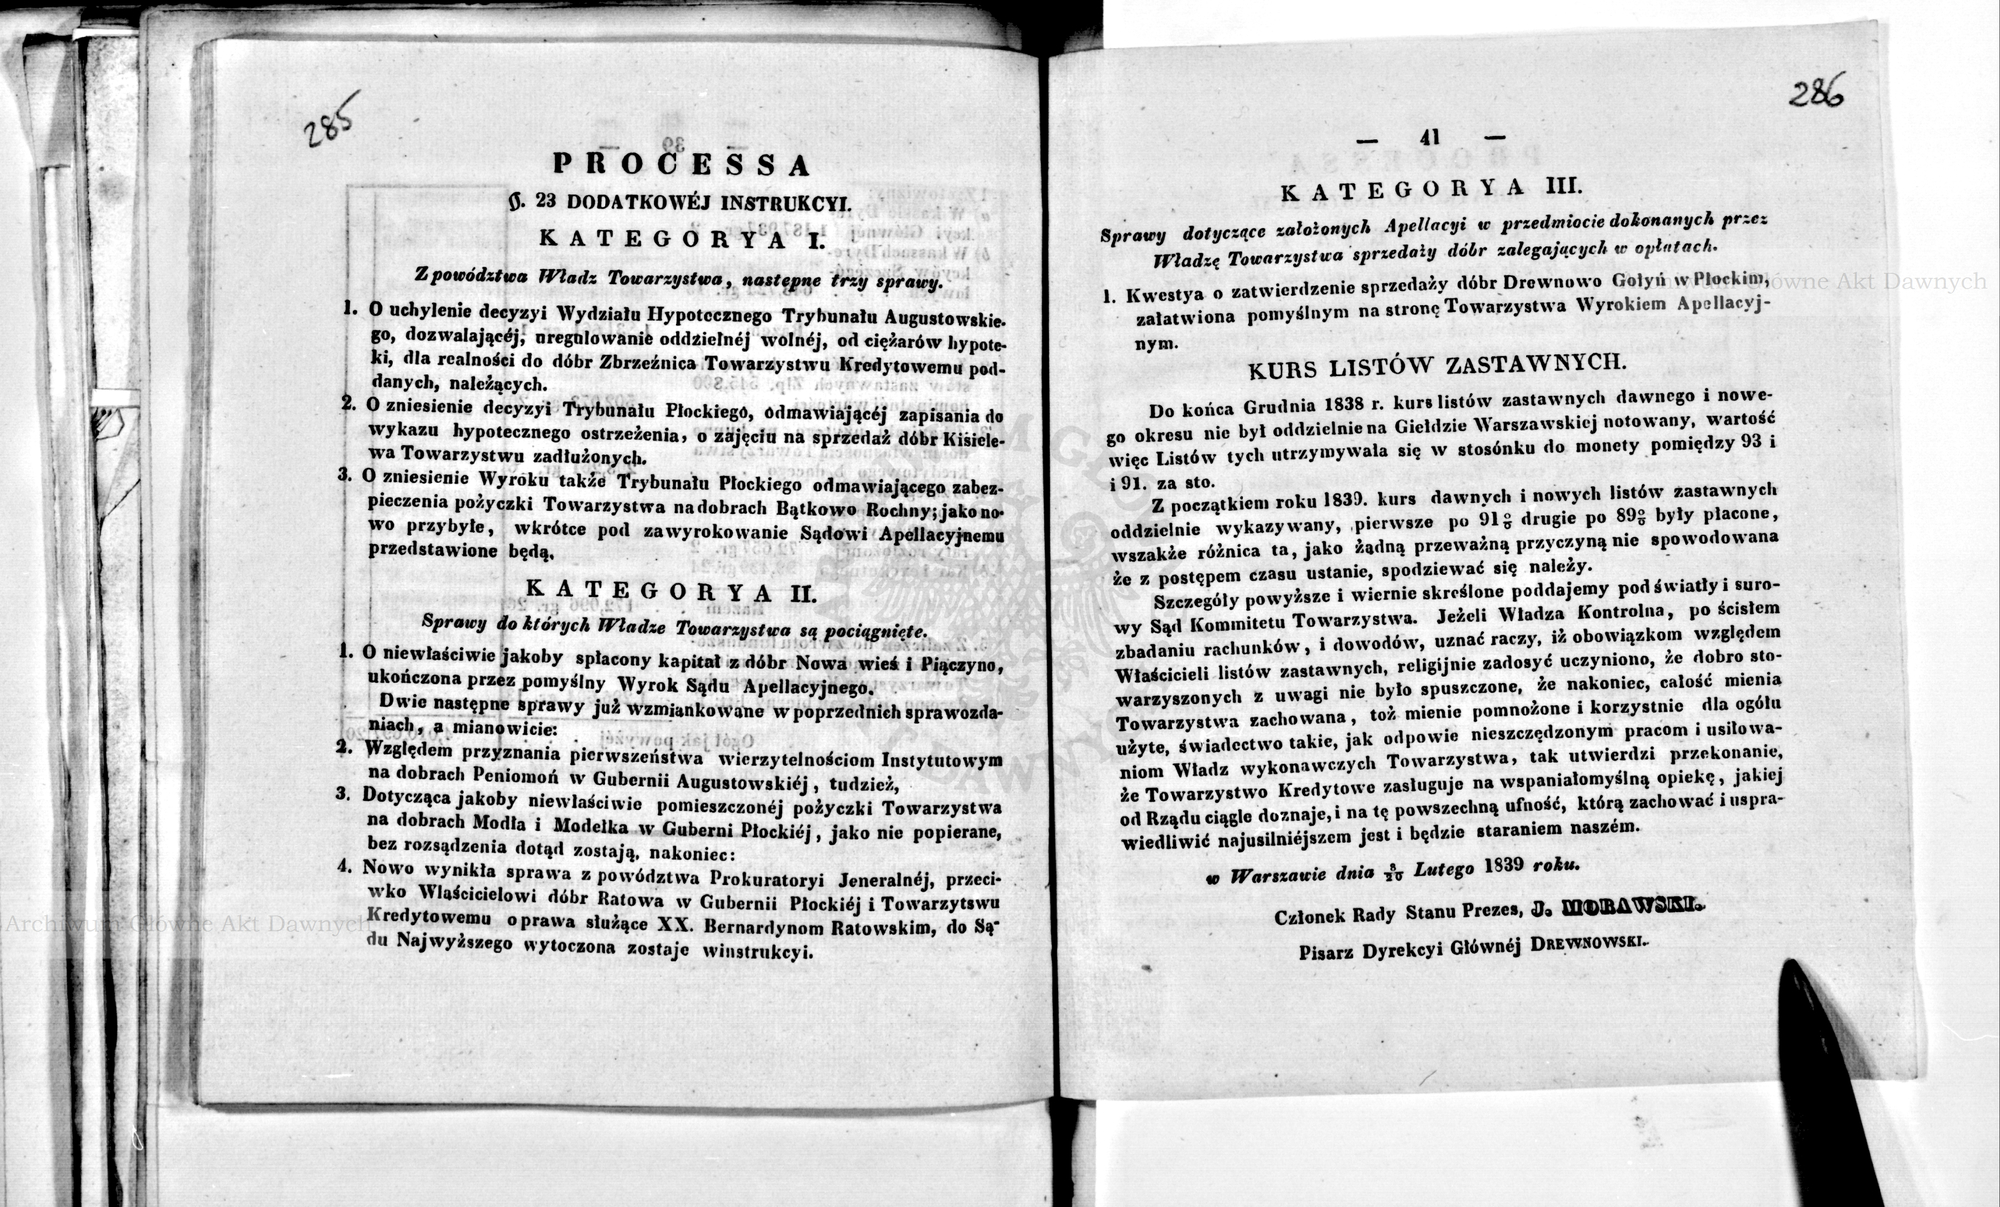 285
PROCESSA
§. 23 DODATKOWÉJ INSTRUKCYI.
KATEGORYA I.
Z powództwa Władz Towarzystwa, następne trzy sprawy.
1. O uchylenie decyzyi Wydziału Hypotecznego Trybunału Augustowskie-
go, dozwalającéj, uregulowanie oddzielnéj wolnéj, od ciężarów hypote-
ki, dla realności do dóbr Zbrzeźnica Towarzystwu Kredytowemu pod-
danych, należących.
2. O zniesienie decyzyi Trybunału Płockiego, odmawiającéj zapisania do
wykazu hypotecznego ostrzeżenia, o zajęciu na sprzedaż dóbr Kisiele-
wa Towarzystwu zadłużonych.
3. O zniesienie Wyroku także Trybunału Płockiego odmawiającego zabez-
pieczenia pożyczki Towarzystwa na dobrach Bątkowo Rochny; jako no-
wo przybyłe, wkrótce pod zawyrokowanie Sądowi Apellacyjnemu
przedstawione będą.
KATEGORYA II.
Sprawy do których Władze Towarzystwa są pociągnięte.
1. O niewłaściwie jakoby spłacony kapitał z dóbr Nowa wieś i Piączyno,
ukończona przez pomyślny Wyrok Sądu Apellacyjnego.
Dwie następne sprawy już wzmiankowane w poprzednich sprawozda-
niach, a mianowicie:
2. Względem przyznania pierwszeństwa wierzytelnościom Instytutowym
na dobrach Peniomoń w Gubernii Augustowskiéj, tudzież,
3. Dotycząca jakoby niewłaściwie pomieszczonéj pożyczki Towarzystwa
na dobrach Modła i Modełka w Guberni Płockiéj, jako nie popierane,
bez rozsądzenia dotąd zostają, nakoniec:
4. Nowo wynikła sprawa z powództwa Prokuratoryi Jeneralnéj, przeci-
wko Właścicielowi dóbr Ratowa w Gubernii Płockiéj i Towarzytswu
Kredytowemu o prawa służące XX. Bernardynom Ratowskim, do Są-
du Najwyższego wytoczona zostaje winstrukcyi.
286
— 41 —
KATEGORYA III.
Sprawy dotyczące założonych Apellacyi w przedmiocie dokonanych przez
Władzę Towarzystwa sprzedaży dóbr zalegających w opłatach.
1. Kwestya o zatwierdzenie sprzedaży dóbr Drewnowo Gołyń w Płockim,
załatwiona pomyślnym na stronę Towarzystwa Wyrokiem Apellacyj-
nym.
KURS LISTÓW ZASTAWNYCH.
Do końca Grudnia 1838 r. kurs listów zastawnych dawnego i nowe-
go okresu nie był oddzielnie na Giełdzie Warszawskiej notowany, wartość
więc Listów tych utrzymywała się w stosónku do monety pomiędzy 93 i
i 91. za sto.
Z początkiem roku 1839. kurs dawnych i nowych listów zastawnych
oddzielnie wykazywany, pierwsze po 91% drugie po 89% były płacone,
wszakże różnica ta, jako żądną przeważną przyczyną nie spowodowana
że z postępem czasu ustanie, spodziewać się należy.
Szczegóły powyższe i wiernie skreślone poddajemy pod światły i suro-
wy Sąd Kommitetu Towarzystwa. Jeżeli Władza Kontrolna, po ścisłem
zbadaniu rachunków, i dowodów, uznać raczy, iż obowiązkom względem
Właścicieli listów zastawnych, religijnie zadosyć uczyniono, że dobro sto-
warzyszonych z uwagi nie było spuszczone, że nakoniec, całość mienia
Towarzystwa zachowana, toż mienie pomnożone i korzystnie dla ogółu
użyte, świadectwo takie, jak odpowie nieszczędzonym pracom i usiłowa-
niom Władz wykonawczych Towarzystwa, tak utwierdzi przekonanie,
że Towarzystwo Kredytowe zasługuje na wspaniałomyślną opiekę, jakiej
od Rządu ciągle doznaje, i na tę powszechną ufność, którą zachować i uspra-
wiedliwić najusilniéjszem jest i będzie staraniem naszém.
w Warszawie dnia 8/20 Lutego 1839 roku.
Członek Rady Stanu Prezes, J. MORAWSKI.
Pisarz Dyrekcyi Głównéj DREWNOWSKI.
Archiwum Główne Akt Dawnych